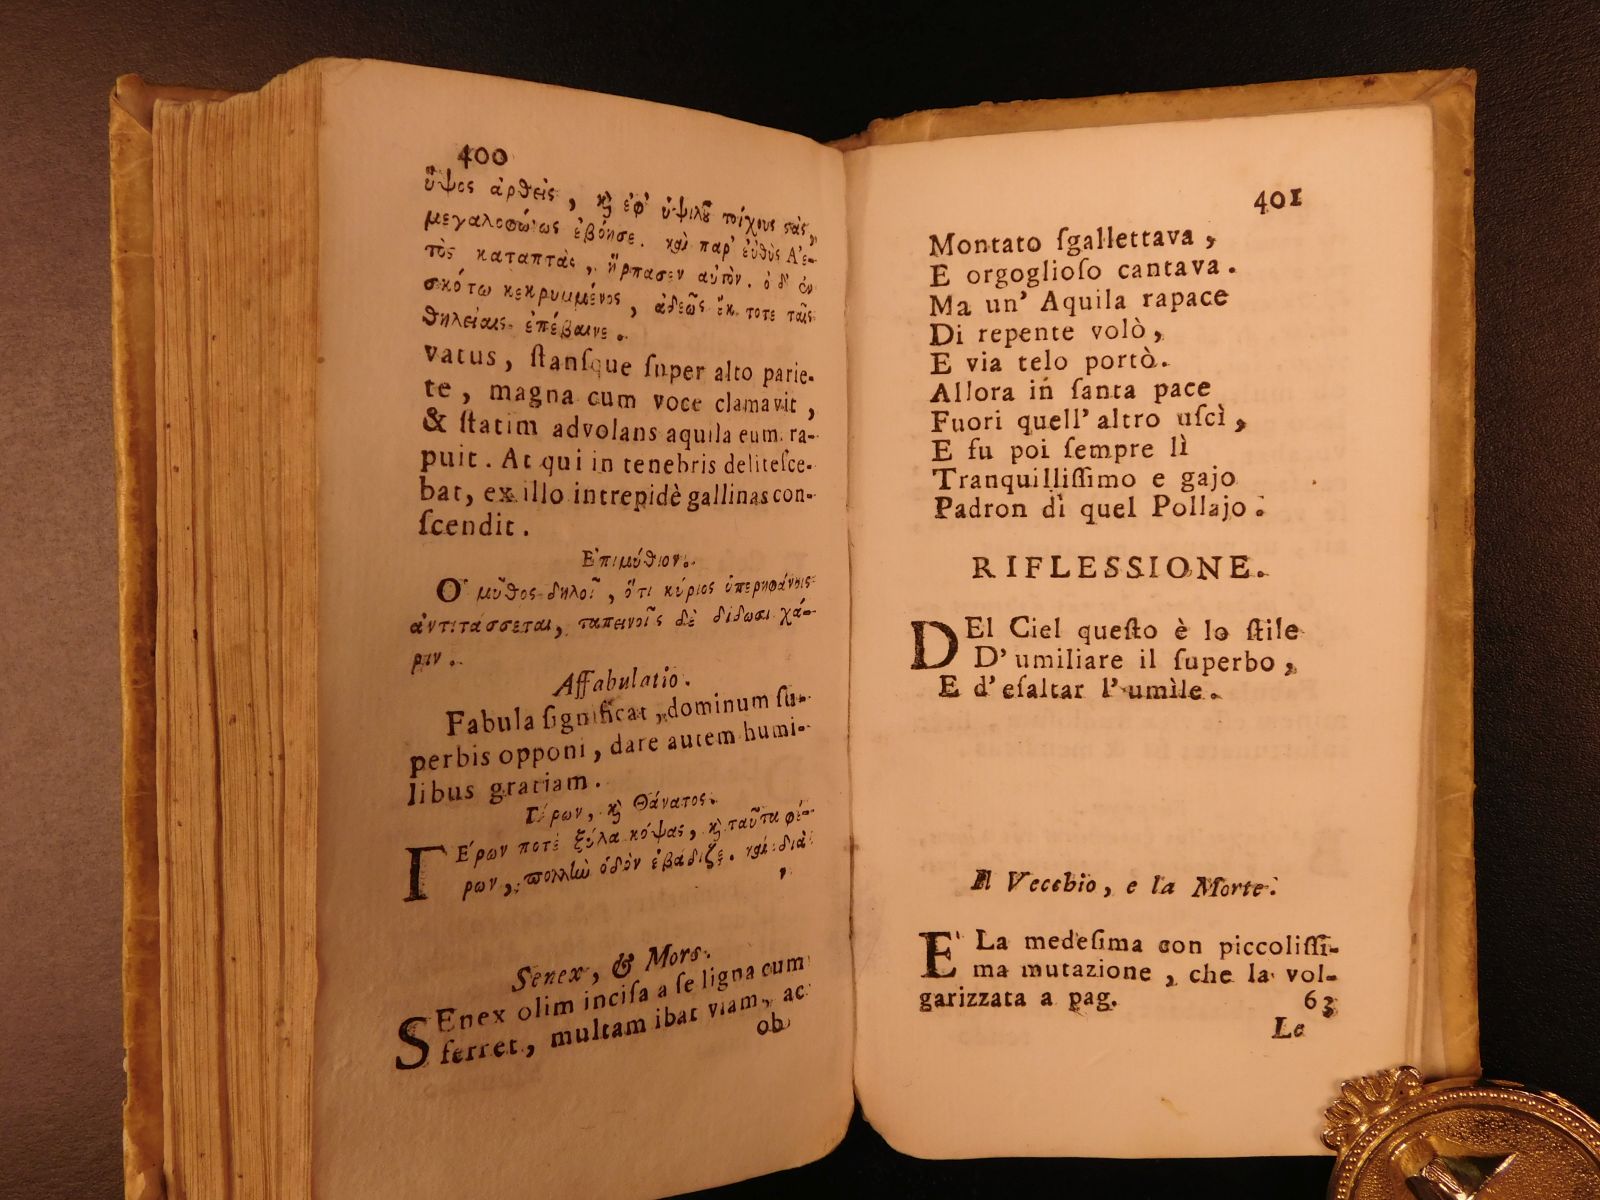 400
ὕψος ἀρθεὶς, κ̀ ἐφ' ὑψηλοῦ τοίχους στὰς,
μεγαλοφώνως ἐβόησε. καὶ παρ' εὐθὺς Ἀε-
τὸς καταπτὰς, ἥρπασεν αὐτόν. ὁ δ' ἐν
σκότῳ κεκρυμμένος, ἀδεῶς ἔκ τοτε ταῖς
θηλείαις ἐπέβαινε.
vatus, ſtanſque ſuper alto parie-
te, magna cum voce clamavit,
& ſtatim advolans aquila eum ra-
puit. At qui in tenebris deliteſce-
bat, ex illo intrepidè gallinas con-
ſcendit.
Ἐπιμύθιον.
Ὁ μῦθος δηλοῖ, ὅτι κύριος ὑπερηφάνοις
ἀντιτάσσεται, ταπεινοῖς δὲ δίδωσι χά-
ριν.
Affabulatio.
Fabula ſignificat, dominum ſu-
perbis opponi, dare autem humi-
libus gratiam.
Γέρων, κ̀ Θάνατος.
ΓΈρων ποτὲ ξύλα κόψας, κ̀ ταῦτα φέ-
ρων, πολλὴν ὁδὸν ἐβάδιζε. καὶ διὰ
Senex, & Mors.
SEnex olim inciſa a ſe ligna cum
ferret, multam ibat viam, ac
ob
401
Montato ſgallettava,
E orgoglioſo cantava.
Ma un' Aquila rapace
Di repente volò,
E via telo portò.
Allora in ſanta pace
Fuori quell' altro uſcì,
E fu poi ſempre lì
Tranquilliſſimo e gajo
Padron dì quel Pollajo.
RIFLESSIONE.
DEl Ciel queſto è lo ſtile
D' umiliare il ſuperbo,
E d' eſaltar l' umile.
Il Vecchio, e la Morte.
E' La medeſima con piccoliſſi-
ma mutazione, che la vol-
garizzata a pag. 63
Le